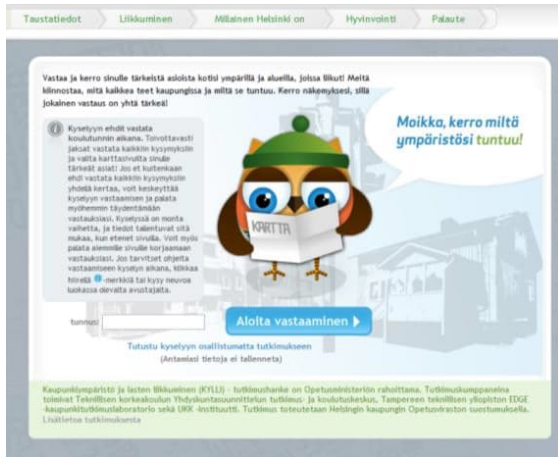 Taustatiedot
Liikkuminen
Millainen Helsinki on
Hyvinvointi
Palaute
Vastaa ja kerro sinulle tärkeistä asioista kotisi ympärillä ja alueilla, joissa liikut! Meitä
kiinnostaa, mitä kaikkea teet kaupungissa ja miltä se tuntuu. Kerro näkemyksesi, sillä
jokainen vastaus on yhtä tärkeä!
Moikka, kerro miltä
ympäristösi tuntuu!
Kyselyyn ehdit vastata
koulutunnin aikana. Toivottavasti
jaksat vastata kaikkiin kysymyksiin
ja valita karttasivuilta sinulle
tärkeät asiat! Jos et kuitenkaan
ehdi vastata kaikkiin kysymyksiin
yhdellä kertaa, voit keskeyttää
kyselyyn vastaamisen ja palata
myöhemmin täydentämään
vastauksiasi. Kyselyssä on monta
vaihetta, ja tiedot tallentuvat sitä
mukaa, kun etenet sivulla. Voit myös
palata aiemmille sivuille korjaamaan
vastauksiasi. Jos tarvitset ohjeita
vastaamiseen kyselyn aikana, klikkaa
hiirellä -merkkiä tai kysy neuvoa
luokassa olevalta avustajalta.
KARTTA
tunnus:
Aloita vastaaminen
Tutustu kyselyyn osallistumatta tutkimukseen
(Antamiasi tietoja ei tallenneta)
Kaupunkiympäristö ja lasten liikkuminen (KYLLI) - tutkimushanke on Opetusministeriön rahoittama. Tutkimuskumppaneina
toimivat Teknillisen korkeakoulun Yhdyskuntasuunnittelun tutkimus- ja koulutuskeskus, Tampereen teknillisen yliopiston EDGE
-kaupunkitutkimuslaboratorio sekä UKK -instituutti. Tutkimus toteutetaan Helsingin kaupungin Opetusviraston suostumuksella.
Lisätietoa tutkimuksesta